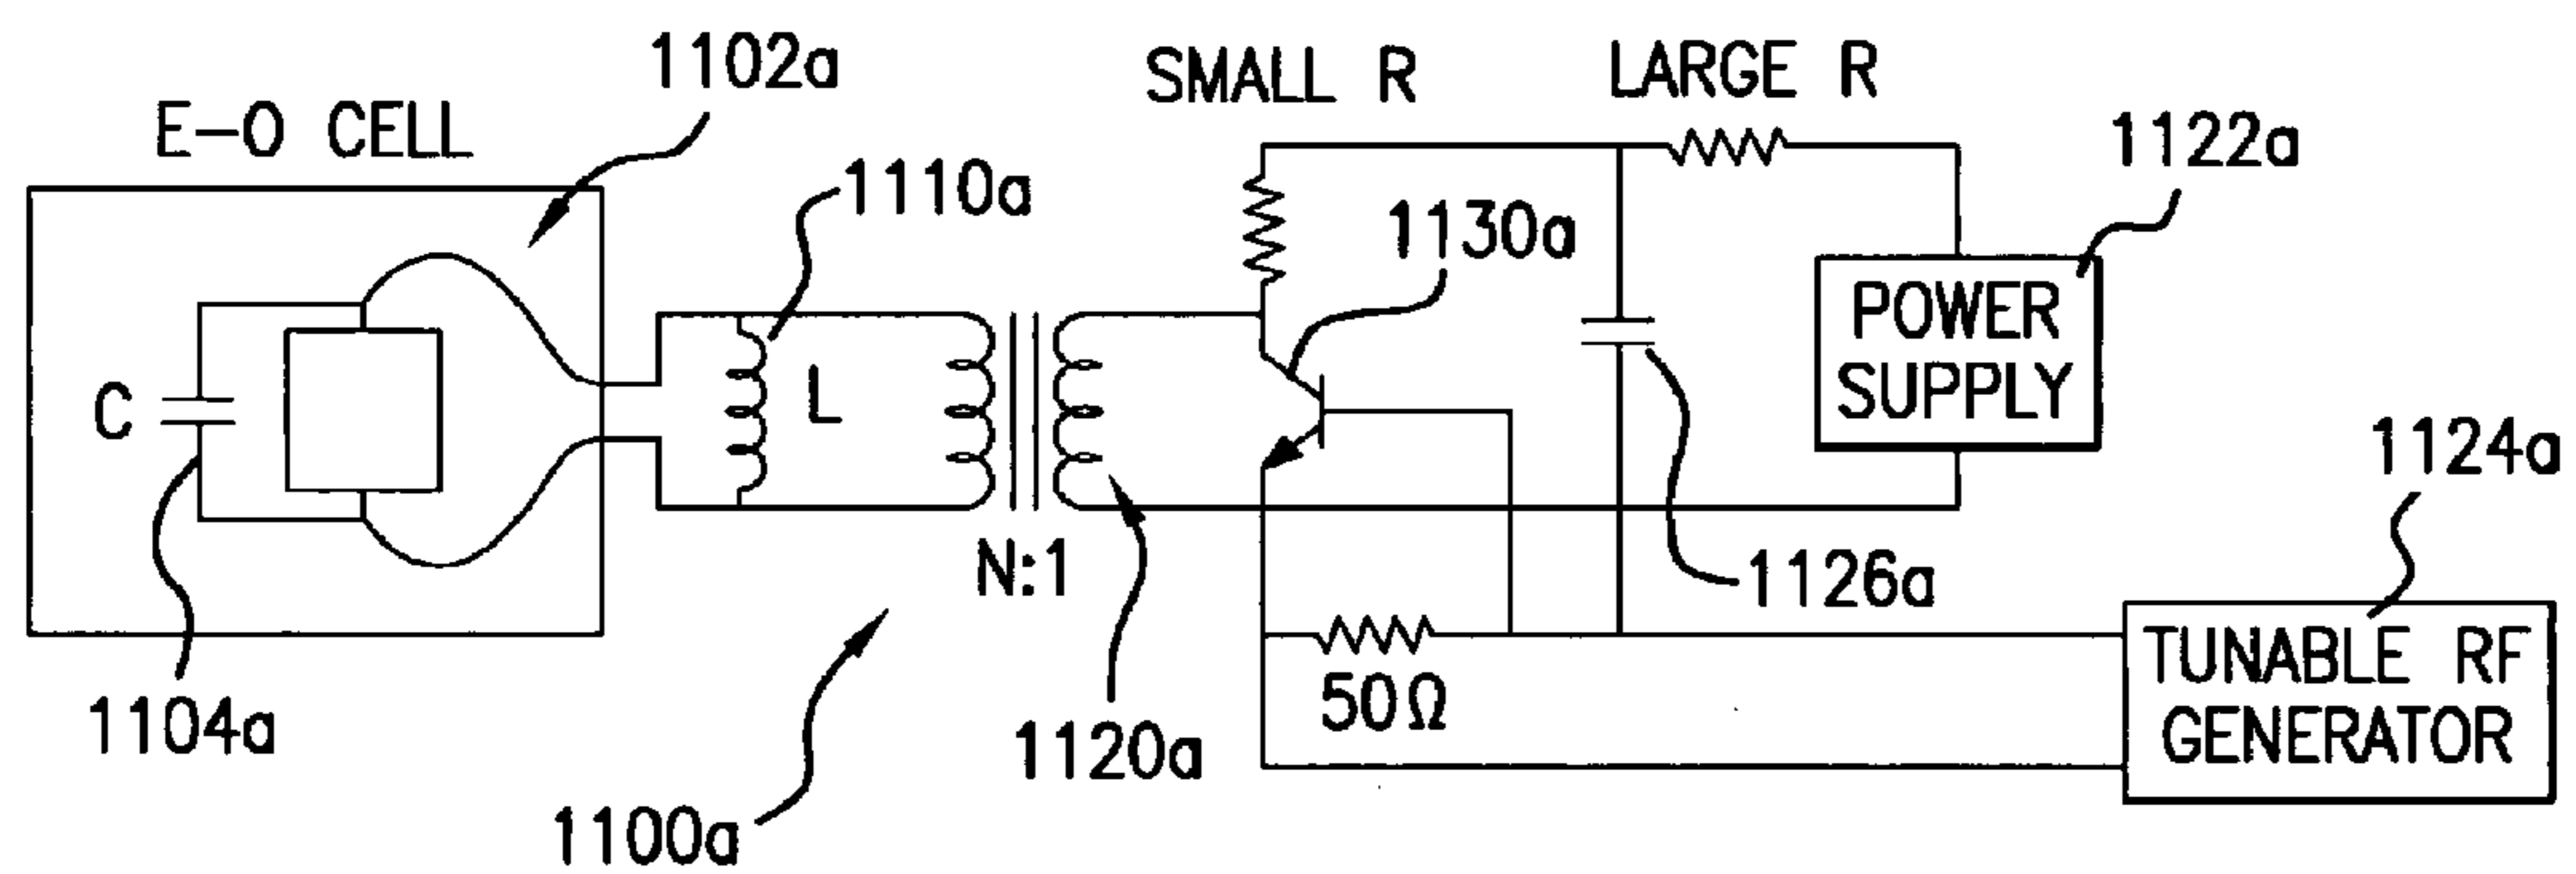 1102a
SMALL R
LARGE R
E-O CELL
1110a
1122a
1130a
POWER
SUPPLY
C
L
1124a
N:1
1126a
TUNABLE RF
GENERATOR
50Ω
1104a
1120a
1100a